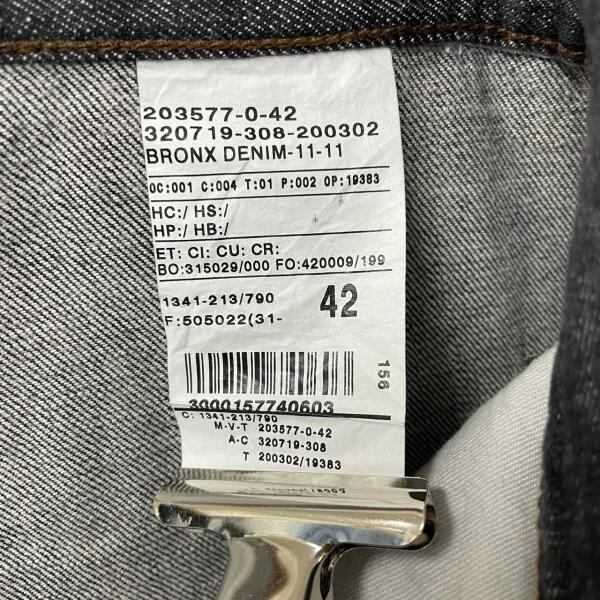 203577-0-42
320719-308-200302
BRONX DENIM-11-11
OC:001 C:004 T:01 P:002 OP:19383
HC:/ HS:/
HP:/ HB:/
ET: CI: CU: CR:
BO:315029/000 FO:420009/199
1341-213/790
42
F:505022(31-
156
3000157740603
C: 1341-213/790
M-V-T 203577-0-42
A-C 320719-308
T 200302/19383